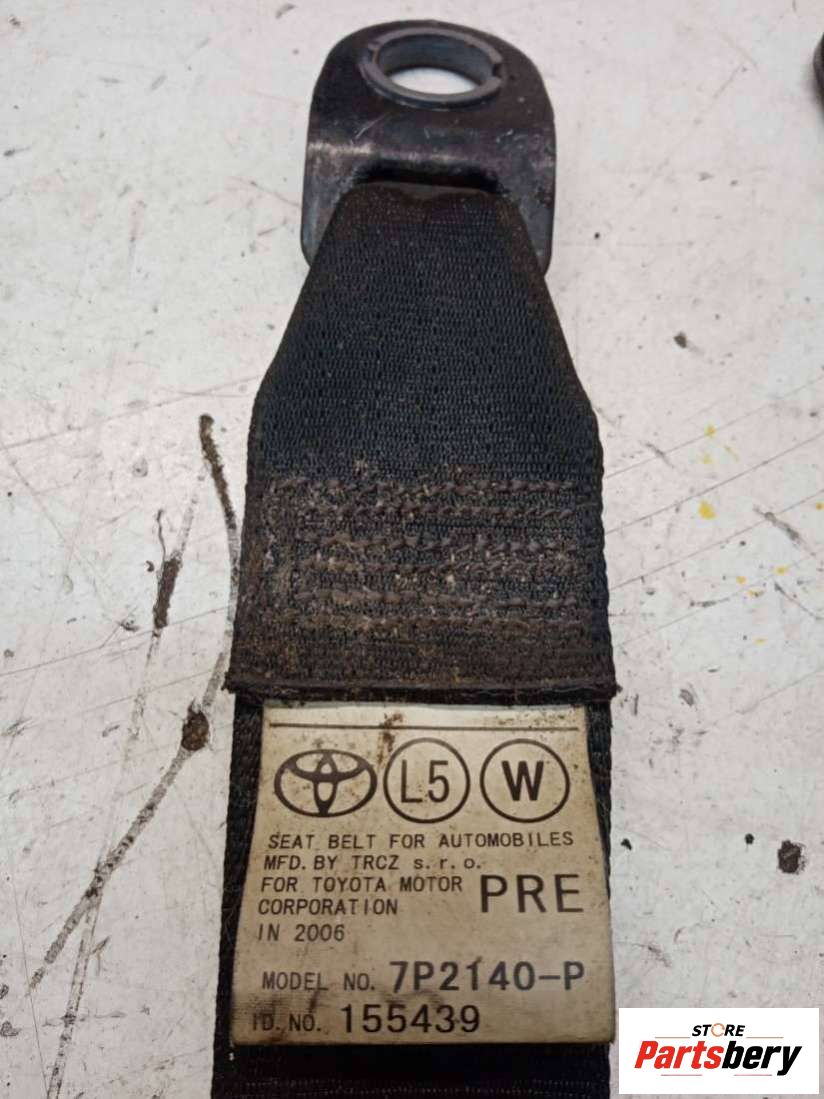 L5 W
SEAT BELT FOR AUTOMOBILES
MFD. BY TRCZ s. r. o.
FOR TOYOTA MOTOR
CORPORATION PRE
IN 2006
MODEL NO. 7P2140-P
ID. NO. 155439
STORE
Partsbery